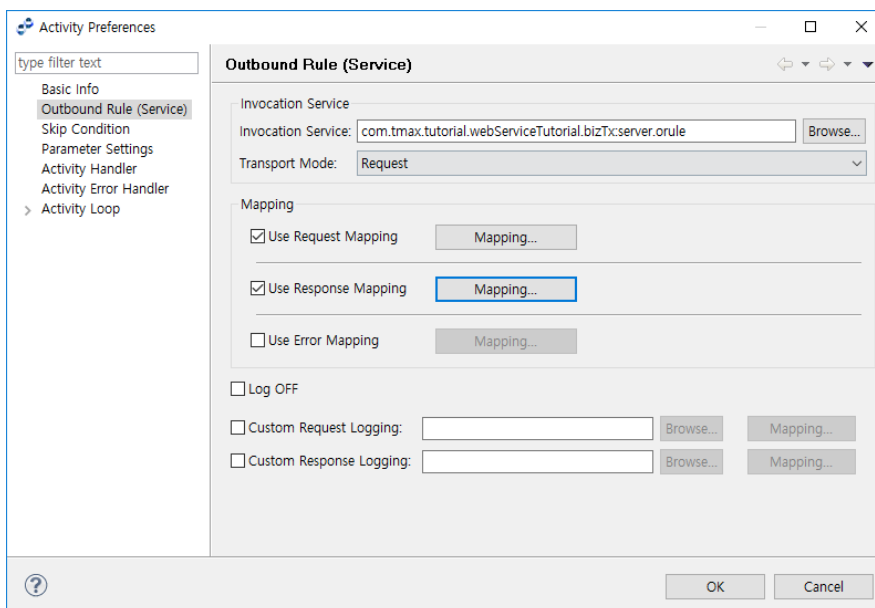 Activity Preferences
type filter text
Basic Info
Outbound Rule (Service)
Skip Condition
Parameter Settings
Activity Handler
Activity Error Handler
Activity Loop
Outbound Rule (Service)
Invocation Service
Invocation Service: com.tmax.tutorial.webServiceTutorial.bizTx:server.orule Browse...
Transport Mode: Request
Mapping
Use Request Mapping Mapping...
Use Response Mapping Mapping...
Use Error Mapping Mapping...
Log OFF
Custom Request Logging: Browse... Mapping...
Custom Response Logging: Browse... Mapping...
? OK Cancel